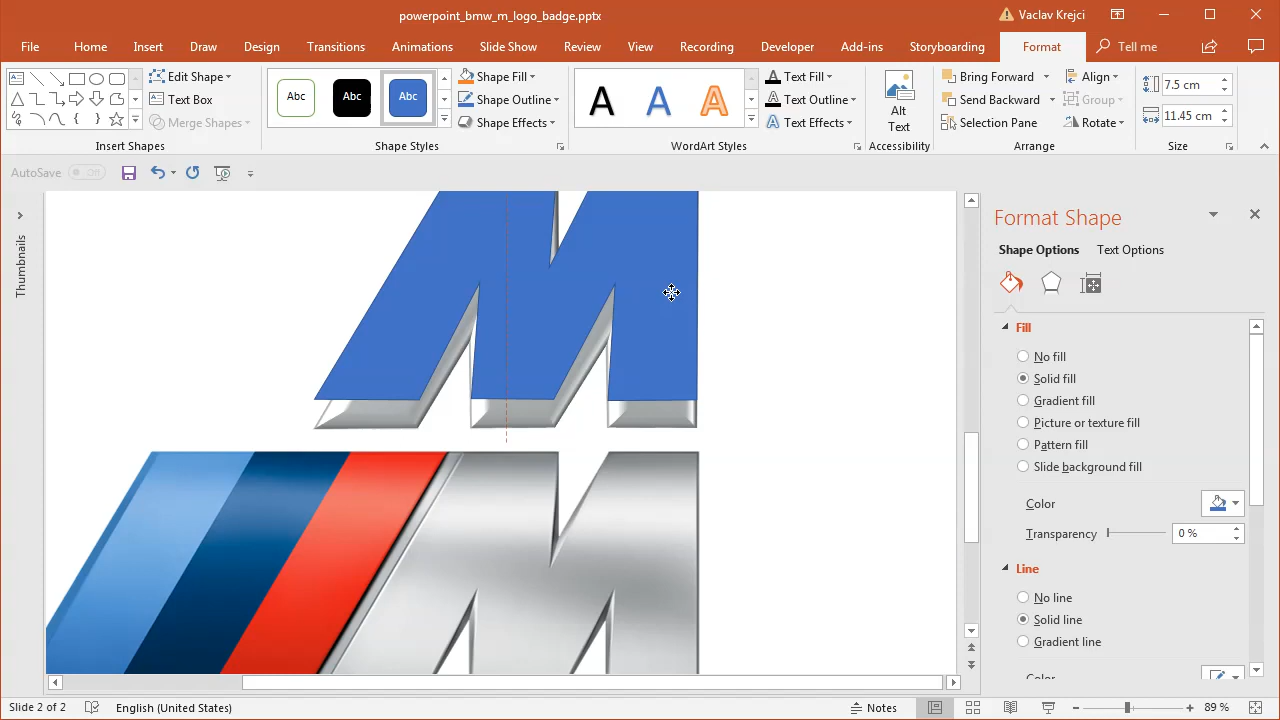 powerpoint_bmw_m_logo_badge.pptx
Vaclav Krejci
File Home Insert Draw Design Transitions Animations Slide Show Review View Recording Developer Add-ins Storyboarding Format Tell me
Edit Shape
Text Box
Merge Shapes
Insert Shapes
Abc Abc Abc
Shape Fill
Shape Outline
Shape Effects
Shape Styles
A A A
Text Fill
Text Outline
Text Effects
WordArt Styles
Alt
Text
Accessibility
Bring Forward
Send Backward
Selection Pane
Align
Group
Rotate
Arrange
7.5 cm
11.45 cm
Size
AutoSave Off
Thumbnails
Format Shape
Shape Options Text Options
Fill
No fill
Solid fill
Gradient fill
Picture or texture fill
Pattern fill
Slide background fill
Color
Transparency 0 %
Line
No line
Solid line
Gradient line
Color
Slide 2 of 2 English (United States) Notes 89 %